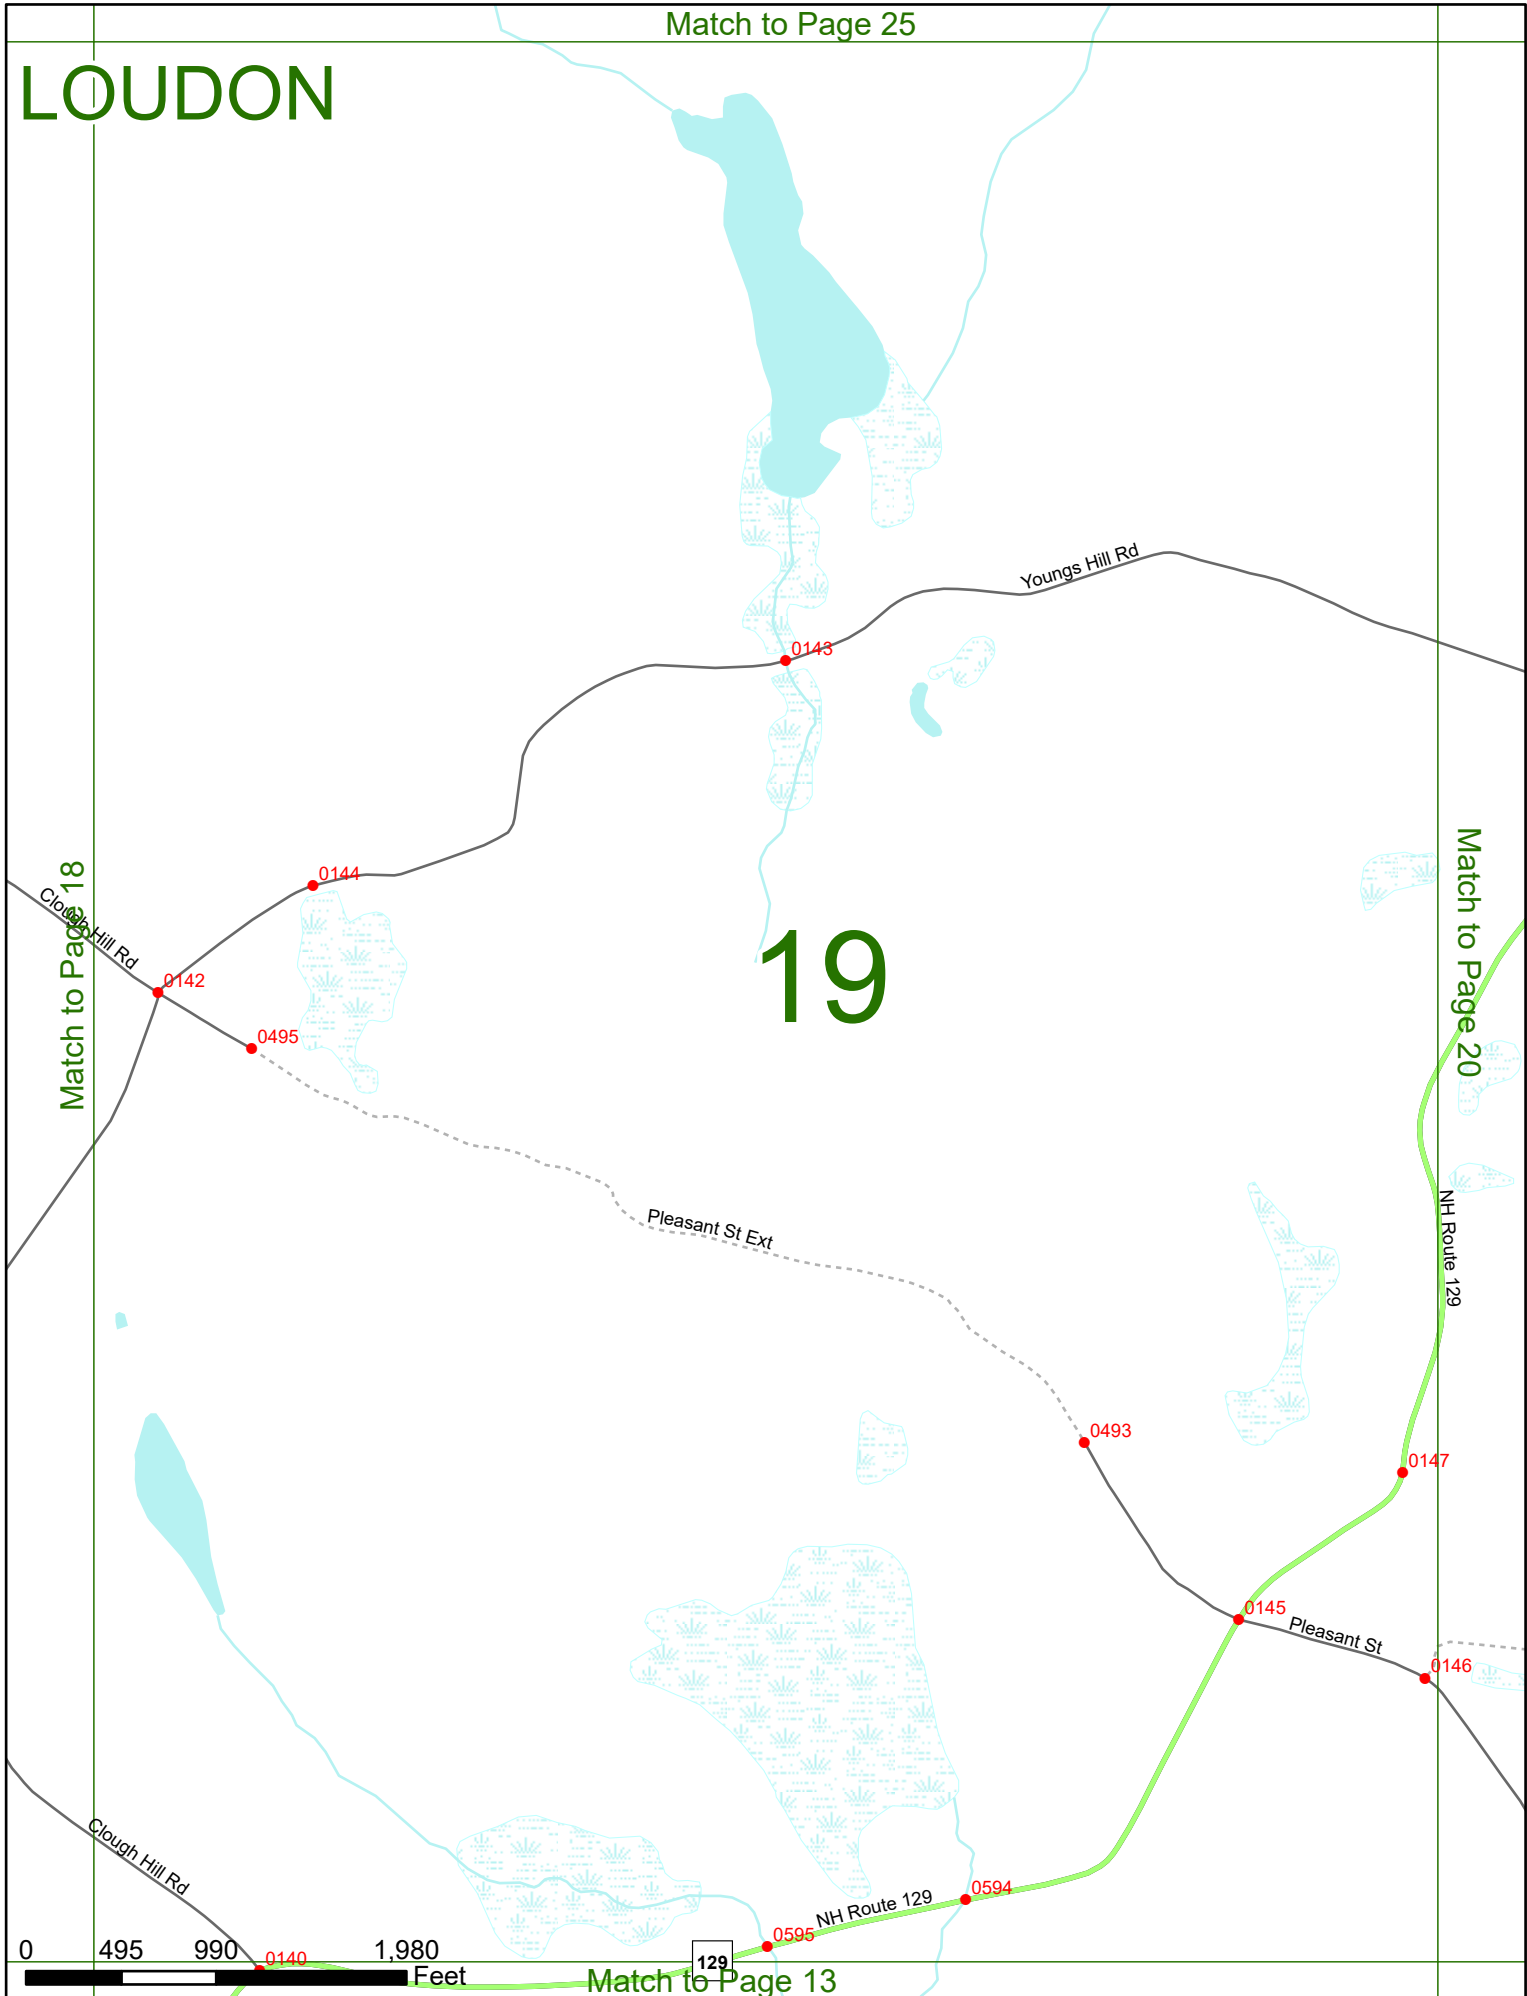 Match to Page 25
LOUDON
Youngs Hill Rd
0143
0144
Match to Page 18
Clough Hill Rd
0142
0495
19
Match to Page 20
Pleasant St Ext
NH Route 129
0493
0147
0145
Pleasant St
0146
Clough Hill Rd
0594
NH Route 129
0595
0140
129
0 495 990 1,980
Feet
Match to Page 13